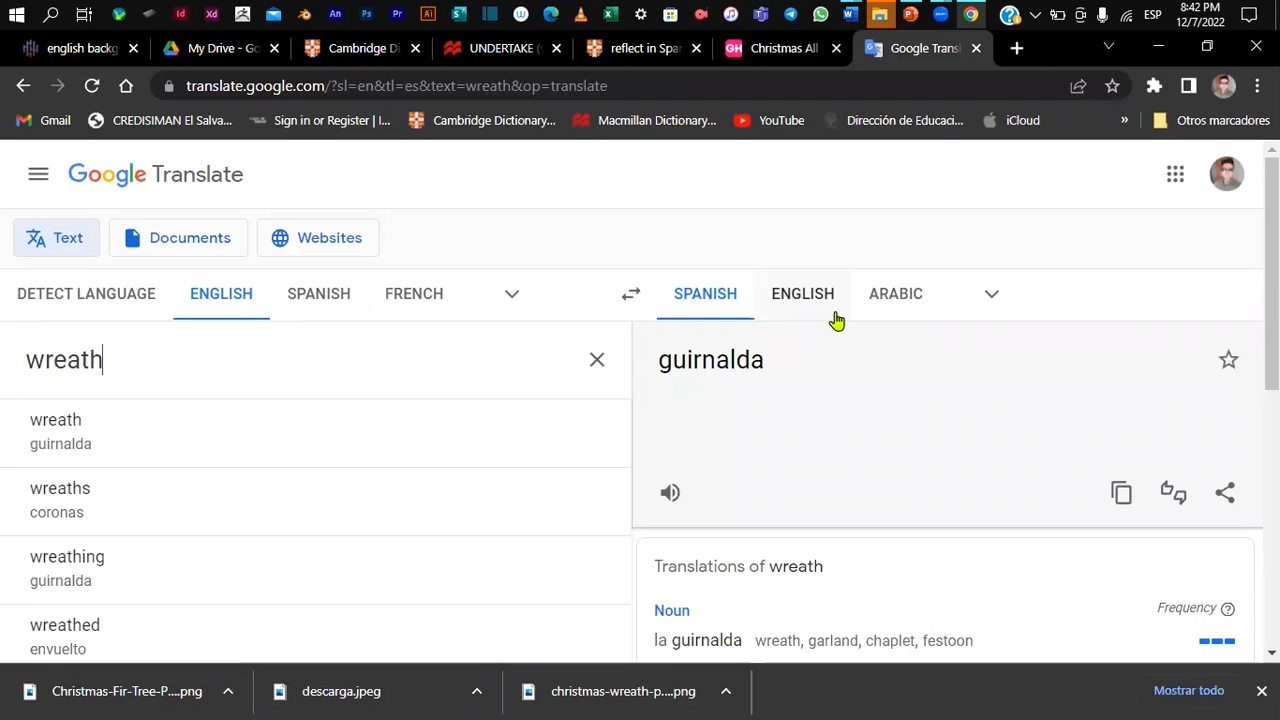 ESP
8:42 PM
12/7/2022
english backg
My Drive - Go
Cambridge Di
UNDERTAKE (
reflect in Spar
Christmas All
Google Transl
translate.google.com/?sl=en&tl=es&text=wreath&op=translate
Gmail
CREDISIMAN El Salva...
Sign in or Register | I...
Cambridge Dictionary...
Macmillan Dictionary...
YouTube
Dirección de Educaci...
iCloud
»
Otros marcadores
Google Translate
Text
Documents
Websites
DETECT LANGUAGE
ENGLISH
SPANISH
FRENCH
SPANISH
ENGLISH
ARABIC
wreath
guirnalda
wreath
guirnalda
wreaths
coronas
wreathing
guirnalda
wreathed
envuelto
Translations of wreath
Noun
Frequency
la guirnalda wreath, garland, chaplet, festoon
Christmas-Fir-Tree-P....png
descarga.jpeg
christmas-wreath-p....png
Mostrar todo